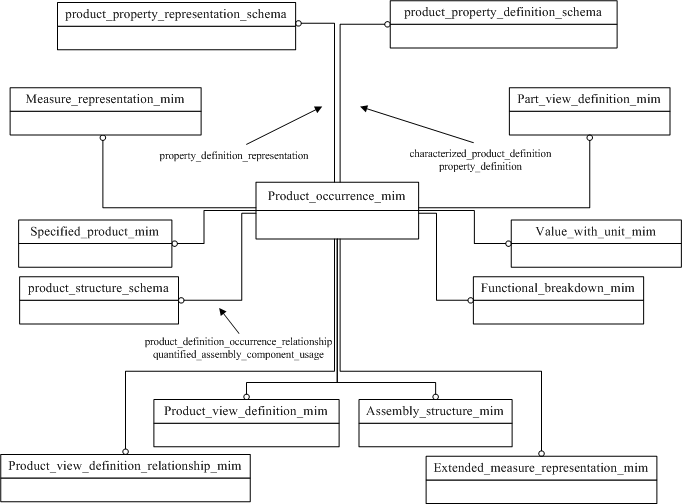 product_property_representation_schema
product_property_definition_schema
Measure_representation_mim
Part_view_definition_mim
property_definition_representation
characterized_product_definition
property_definition
Product_occurrence_mim
Specified_product_mim
Value_with_unit_mim
product_structure_schema
Functional_breakdown_mim
product_definition_occurrence_relationship
quantified_assembly_component_usage
Product_view_definition_mim
Assembly_structure_mim
Product_view_definition_relationship_mim
Extended_measure_representation_mim